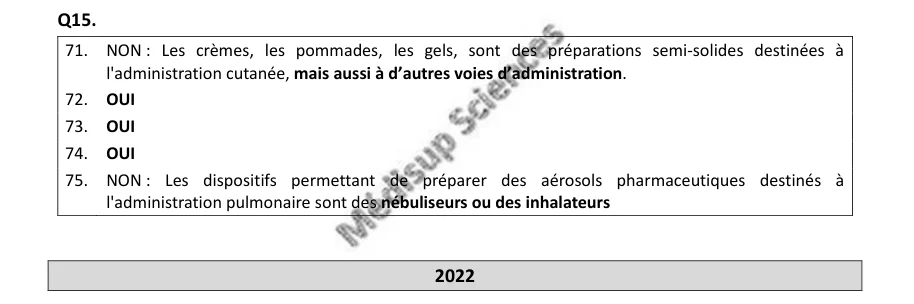 Q15.
71. NON : Les crèmes, les pommades, les gels, sont des préparations semi-solides destinées à
l'administration cutanée, mais aussi à d’autres voies d’administration.
72. OUI
73. OUI
74. OUI
75. NON : Les dispositifs permettant de préparer des aérosols pharmaceutiques destinés à
l'administration pulmonaire sont des nébuliseurs ou des inhalateurs
Médisup Sciences
2022